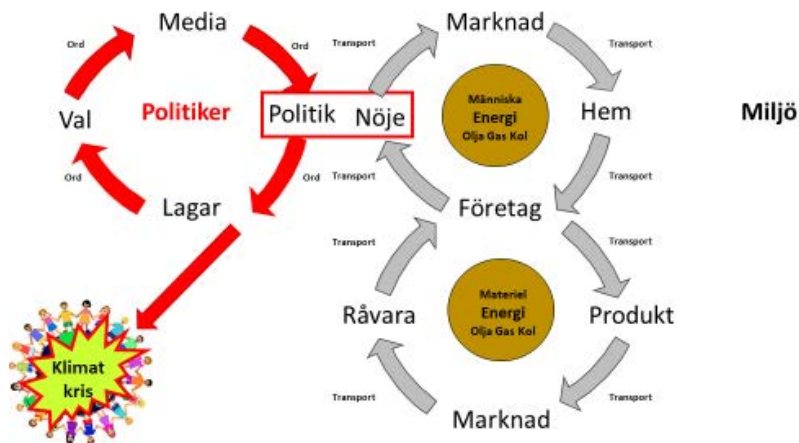 Media
Marknad
Ord
Ord
Transport
Transport
Val
Politiker
Politik
Nöje
Människa
Energi
Olja Gas Kol
Hem
Miljö
Ord
Ord
Transport
Transport
Lagar
Företag
Transport
Transport
Råvara
Materiel
Energi
Olja Gas Kol
Produkt
Klimat
kris
Transport
Transport
Marknad